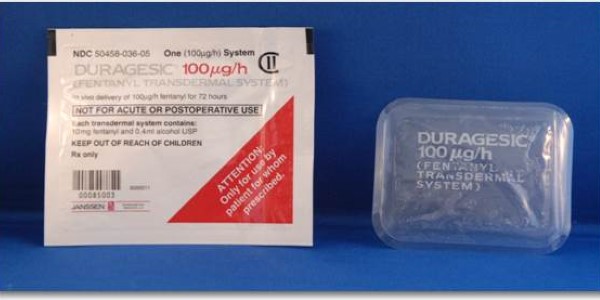 NDC 50458-036-05 One (100µg/h) System
DURAGESIC® 100µg/h CII
(FENTANYL TRANSDERMAL SYSTEM)
In vivo delivery of 100µg/h fentanyl for 72 hours
NOT FOR ACUTE OR POSTOPERATIVE USE
Each transdermal system contains:
10mg fentanyl and 0.4ml alcohol USP
KEEP OUT OF REACH OF CHILDREN
Rx only
00045003
JANSSEN
ATTENTION:
Only for use by
patient for whom
prescribed.
DURAGESIC
100 µg/h
(FENTANYL
TRANSDERMAL
SYSTEM)